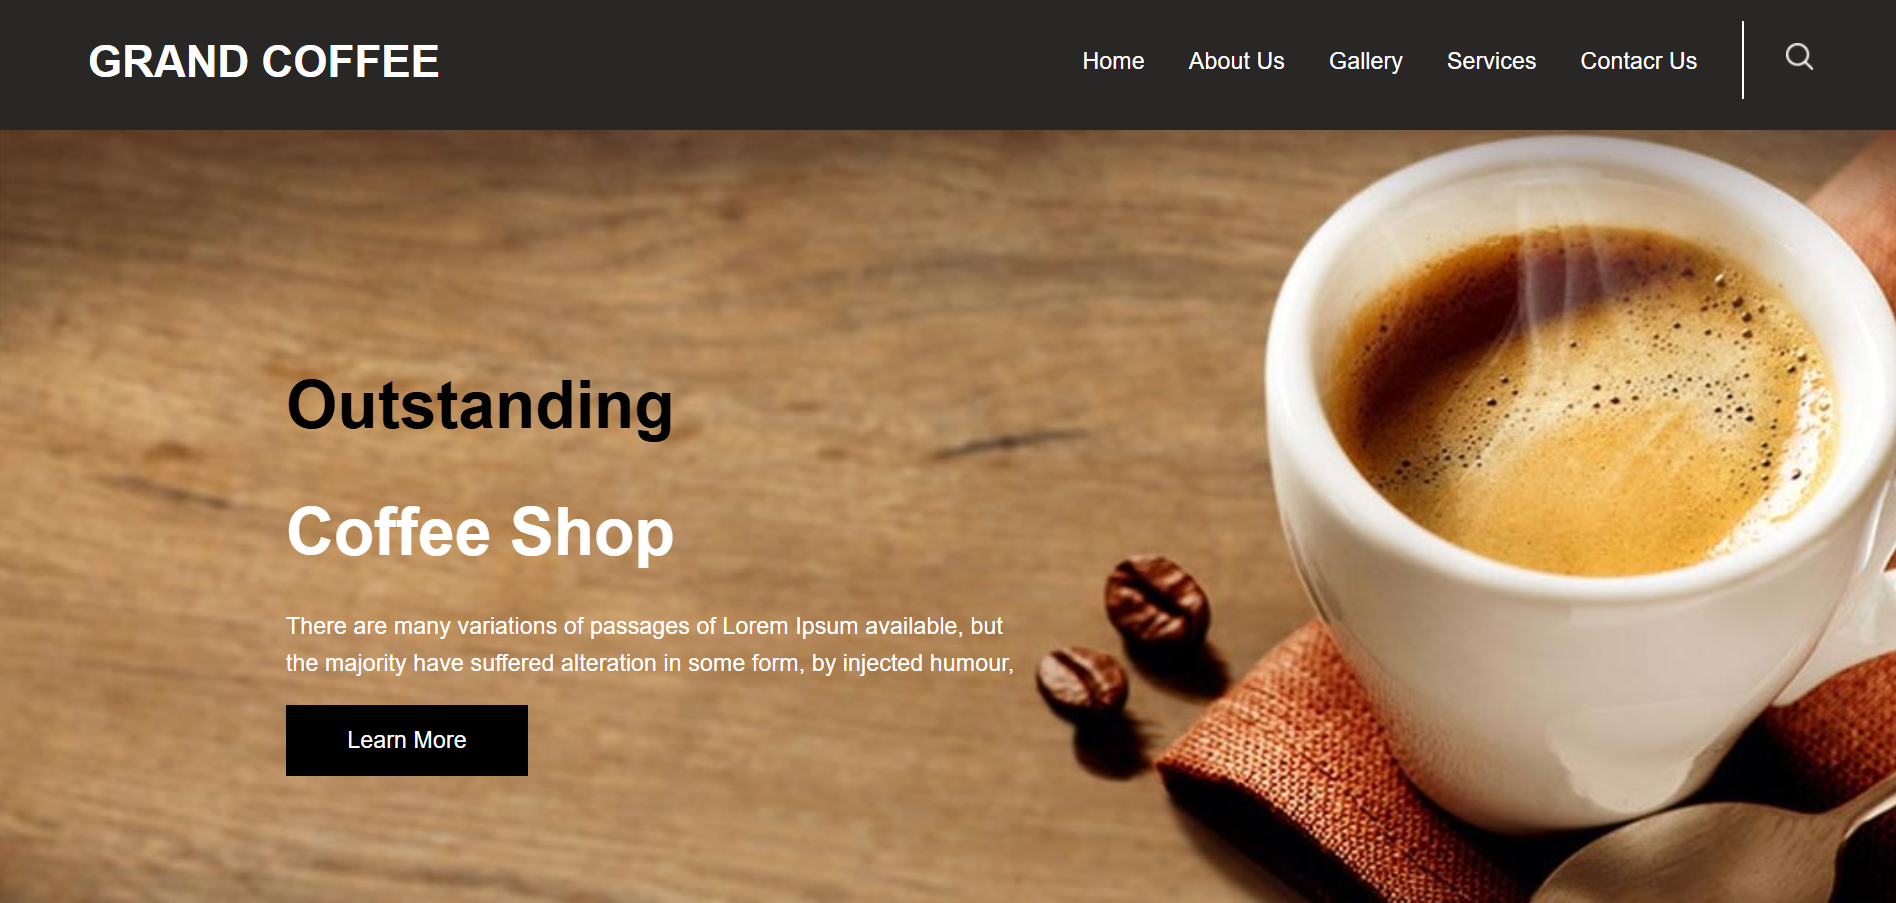 GRAND COFFEE
Home About Us Gallery Services Contacr Us
Outstanding
Coffee Shop
There are many variations of passages of Lorem Ipsum available, but
the majority have suffered alteration in some form, by injected humour,
Learn More